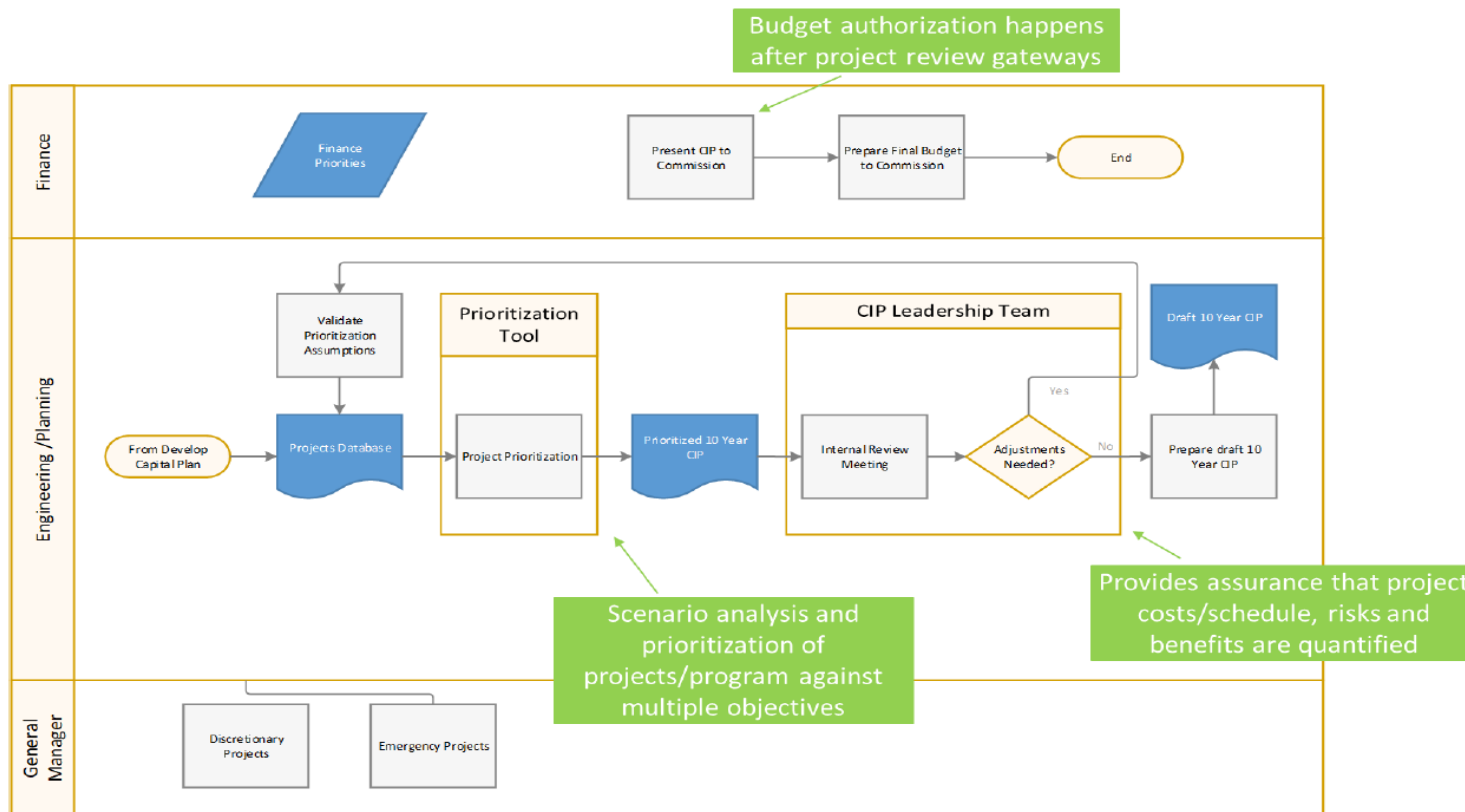 Budget authorization happens
after project review gateways
Finance
Finance
Priorities
Present CIP to
Commission
Prepare Final Budget
to Commission
End
Engineering /Planning
Validate
Prioritization
Assumptions
Prioritization
Tool
CIP Leadership Team
Draft 10 Year CIP
Yes
From Develop
Capital Plan
Projects Database
Project Prioritization
Prioritized 10 Year
CIP
Internal Review
Meeting
Adjustments
Needed?
No
Prepare draft 10
Year CIP
Scenario analysis and
prioritization of
projects/program against
multiple objectives
Provides assurance that project
costs/schedule, risks and
benefits are quantified
General
Manager
Discretionary
Projects
Emergency Projects